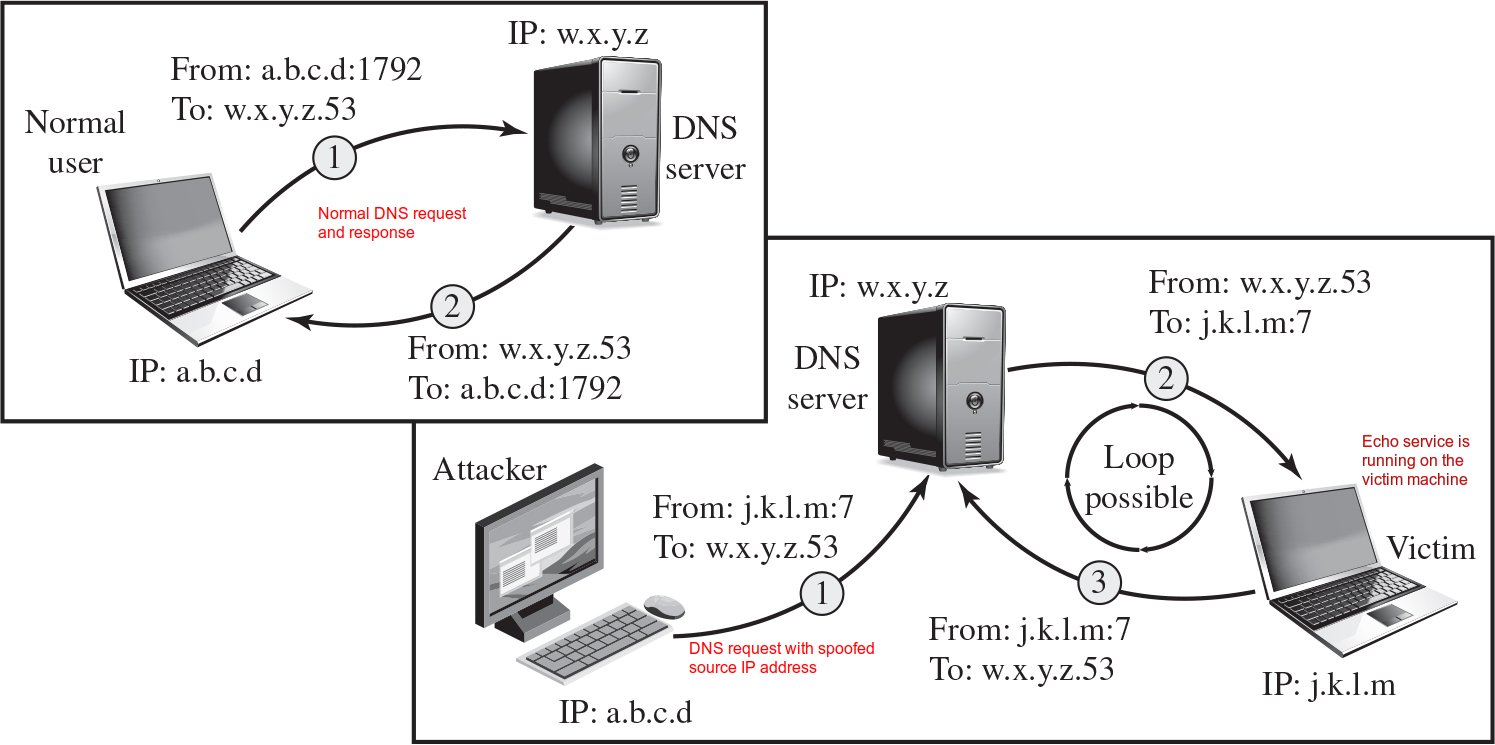 IP: w.x.y.z
From: a.b.c.d:1792
To: w.x.y.z.53
Normal
user
1
DNS
server
Normal DNS request
and response
2
From: w.x.y.z.53
To: a.b.c.d:1792
IP: a.b.c.d
IP: w.x.y.z
From: w.x.y.z.53
To: j.k.l.m:7
DNS
server
2
Loop
possible
Echo service is
running on the
victim machine
Attacker
From: j.k.l.m:7
To: w.x.y.z.53
1
Victim
3
From: j.k.l.m:7
To: w.x.y.z.53
DNS request with spoofed
source IP address
IP: a.b.c.d
IP: j.k.l.m